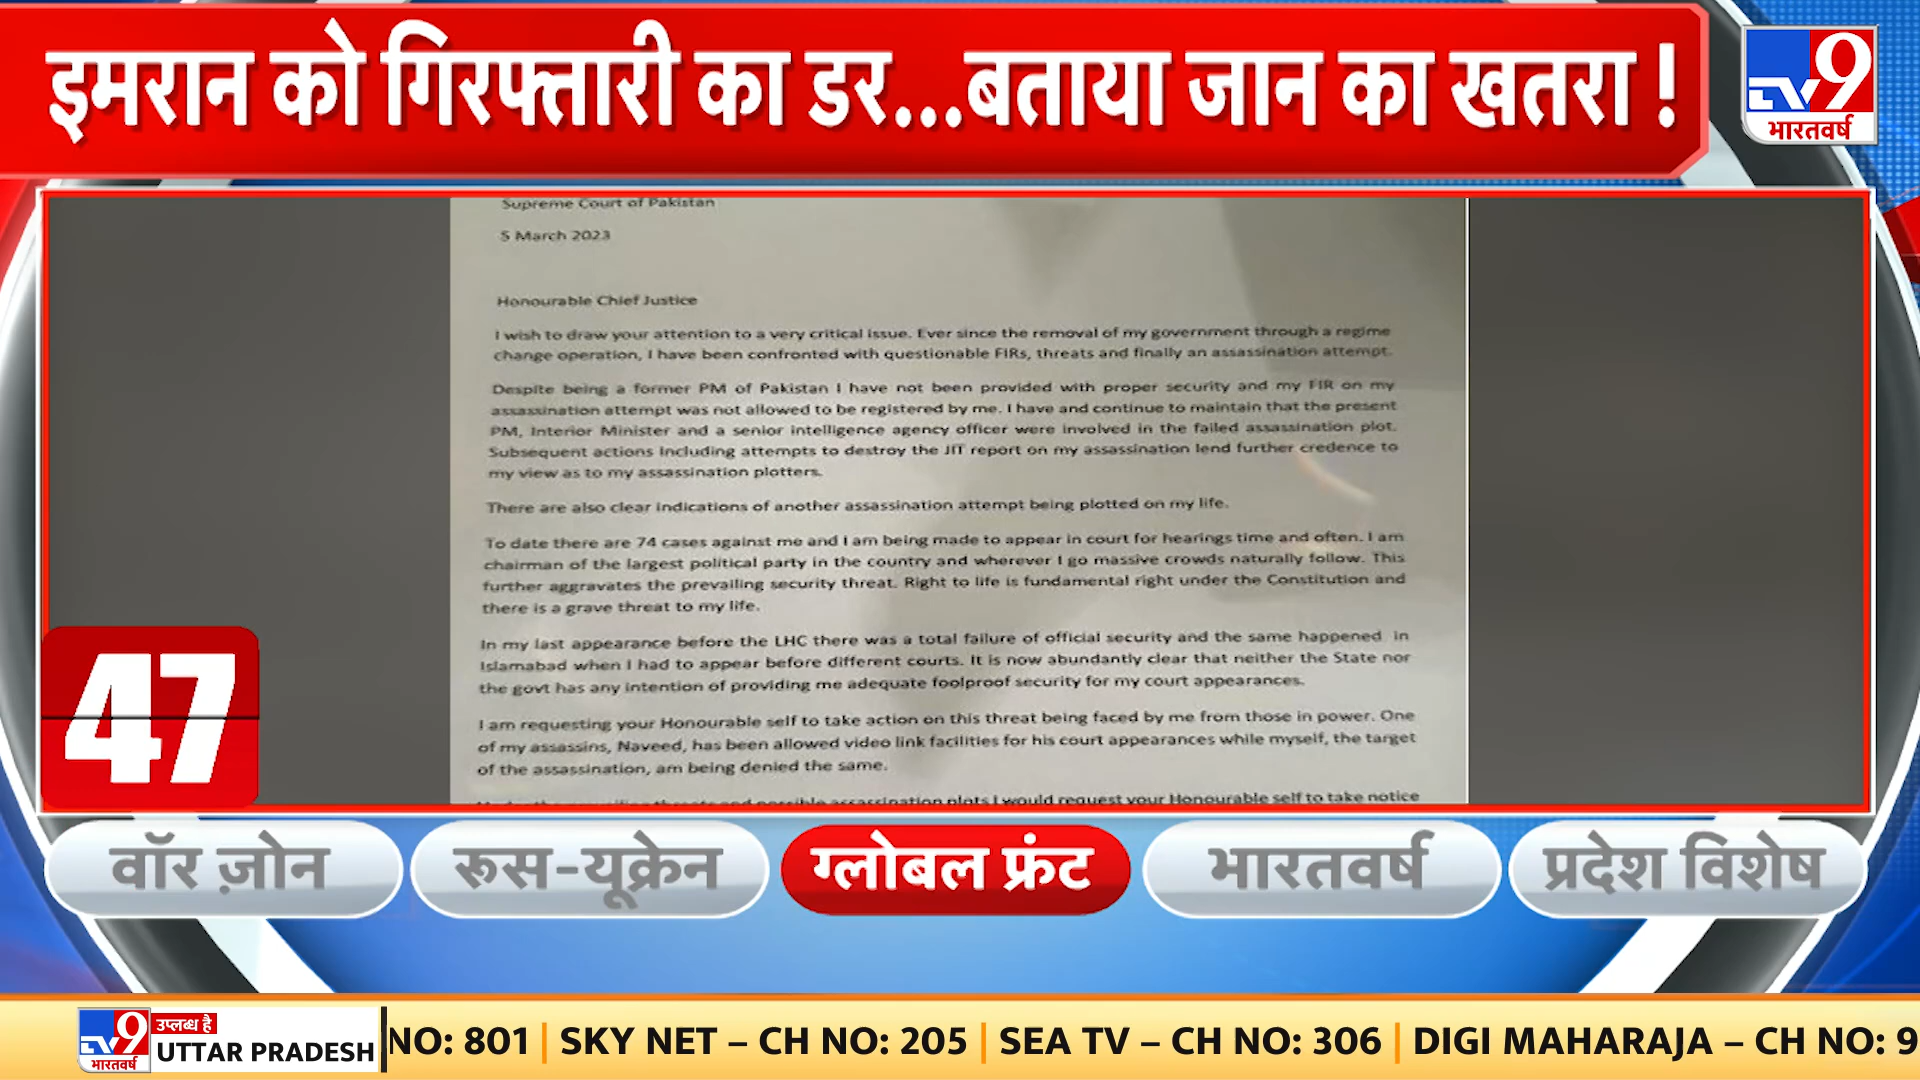 इमरान को गिरफ्तारी का डर...बताया जान का खतरा !
TV9
भारतवर्ष
Supreme Court of Pakistan
5 March 2023
Honourable Chief Justice
I wish to draw your attention to a very critical issue. Ever since the removal of my government through a regime
change operation, I have been confronted with questionable FIRs, threats and finally an assassination attempt.
Despite being a former PM of Pakistan I have not been provided with proper security and my FIR on my
assassination attempt was not allowed to be registered by me. I have and continue to maintain that the present
PM, Interior Minister and a senior intelligence agency officer were involved in the failed assassination plot.
Subsequent actions including attempts to destroy the JIT report on my assassination lend further credence to
my view as to my assassination plotters.
There are also clear indications of another assassination attempt being plotted on my life.
To date there are 74 cases against me and I am being made to appear in court for hearings time and often. I am
chairman of the largest political party in the country and wherever I go massive crowds naturally follow. This
further aggravates the prevailing security threat. Right to life is fundamental right under the Constitution and
there is a grave threat to my life.
In my last appearance before the LHC there was a total failure of official security and the same happened in
Islamabad when I had to appear before different courts. It is now abundantly clear that neither the State nor
the govt has any intention of providing me adequate foolproof security for my court appearances.
I am requesting your Honourable self to take action on this threat being faced by me from those in power. One
of my assassins, Naveed, has been allowed video link facilities for his court appearances while myself, the target
of the assassination, am being denied the same.
and possible assassination plots I would request your Honourable self to take notice
47
वॉर ज़ोन
रूस-यूक्रेन
ग्लोबल फ्रंट
भारतवर्ष
प्रदेश विशेष
TV9
भारतवर्ष
उपलब्ध है
UTTAR PRADESH
NO: 801 | SKY NET – CH NO: 205 | SEA TV – CH NO: 306 | DIGI MAHARAJA – CH NO: 9